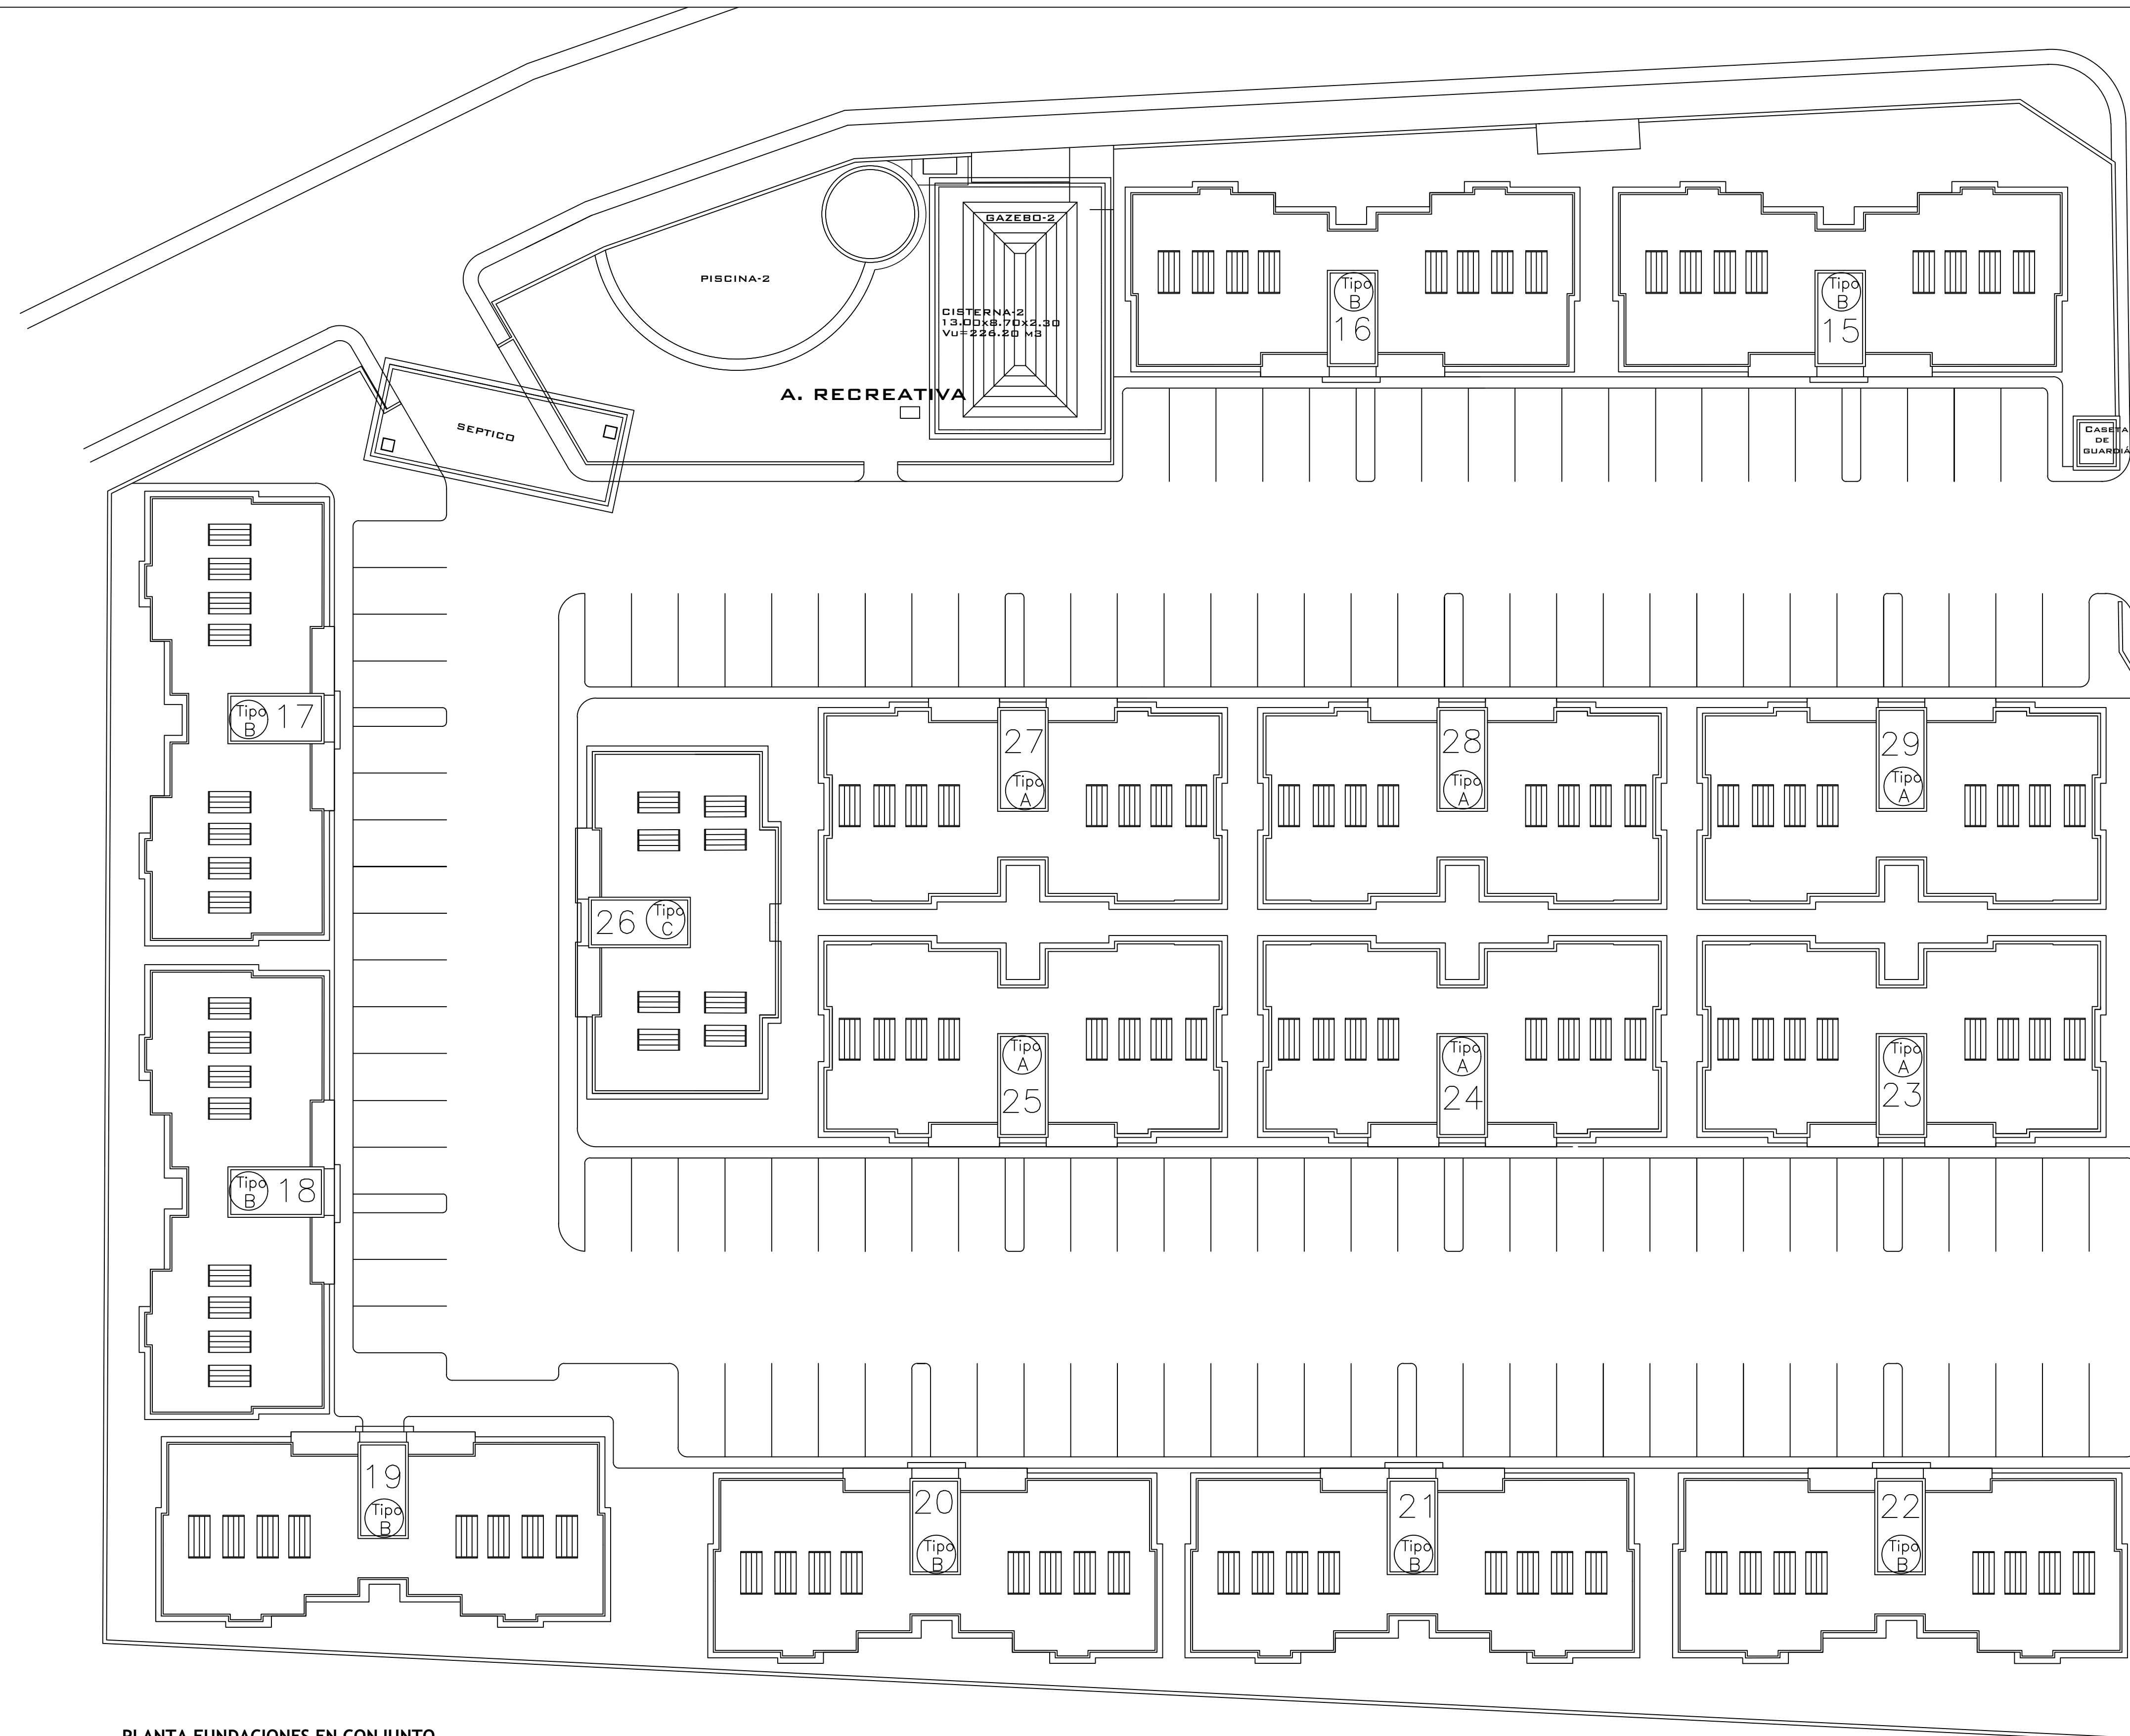 GAZEBO-2
PISCINA-2
CISTERNA-2
13.00x8.70x2.30
Vu=226.20 м3
A. RECREATIVA
SEPTICO
Tipo
B
16
Tipo
B
15
CASETA
DE
GUARDIÁ
Tipo
B
17
27
Tipo
A
28
Tipo
A
29
Tipo
A
26
Tipo
C
Tipo
A
25
Tipo
A
24
Tipo
A
23
Tipo
B
18
19
Tipo
B
20
Tipo
B
21
Tipo
B
22
Tipo
B
PLANTA FUNDACIONES EN CONJUNTO